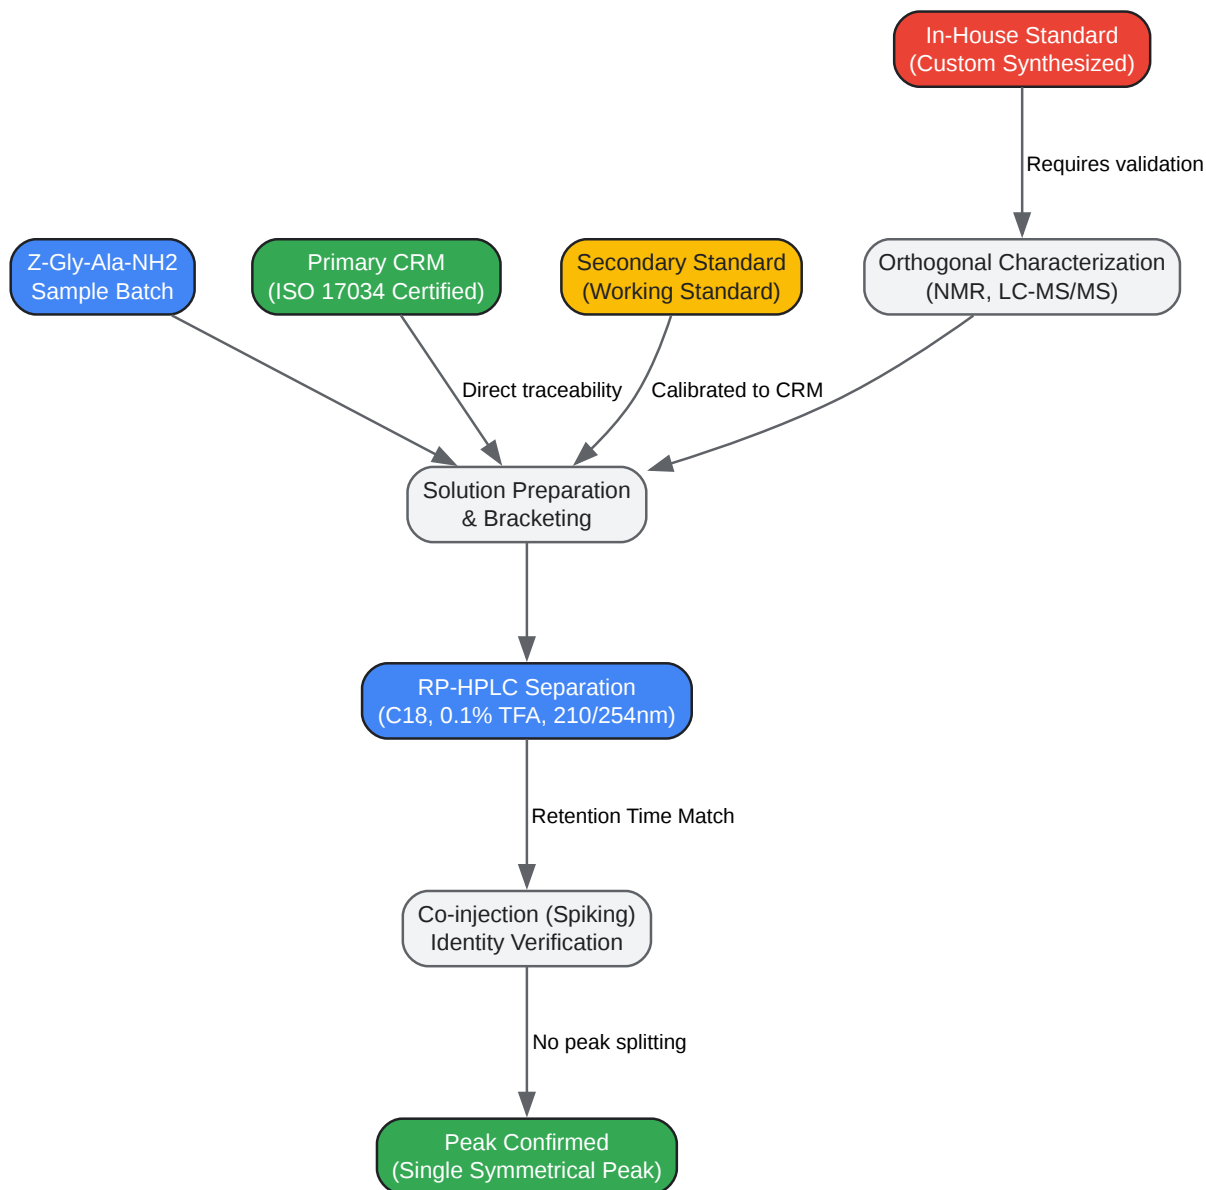 In-House Standard
(Custom Synthesized)
Requires validation
Z-Gly-Ala-NH2
Sample Batch
Primary CRM
(ISO 17034 Certified)
Secondary Standard
(Working Standard)
Orthogonal Characterization
(NMR, LC-MS/MS)
Direct traceability
Calibrated to CRM
Solution Preparation
& Bracketing
RP-HPLC Separation
(C18, 0.1% TFA, 210/254nm)
Retention Time Match
Co-injection (Spiking)
Identity Verification
No peak splitting
Peak Confirmed
(Single Symmetrical Peak)